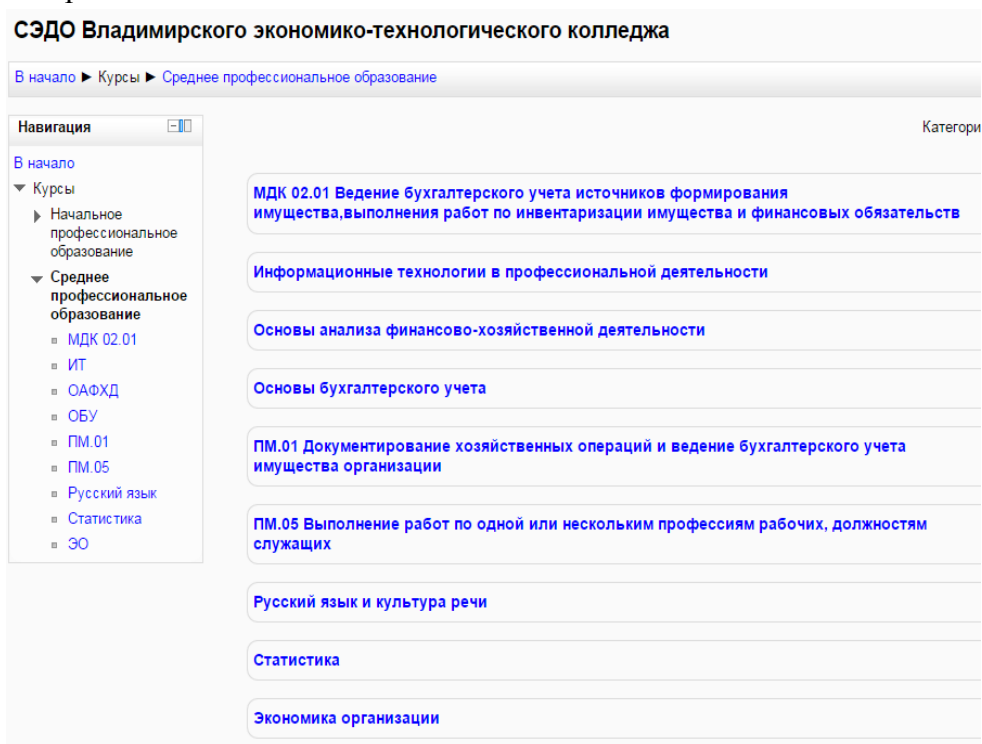 СЭДО Владимирского экономико-технологического колледжа
В начало ► Курсы ► Среднее профессиональное образование
Навигация
В начало
Курсы
Начальное
профессиональное
образование
Среднее
профессиональное
образование
МДК 02.01
ИТ
ОАФХД
ОБУ
ПМ.01
ПМ.05
Русский язык
Статистика
ЭО
Категори
МДК 02.01 Ведение бухгалтерского учета источников формирования
имущества,выполнения работ по инвентаризации имущества и финансовых обязательств
Информационные технологии в профессиональной деятельности
Основы анализа финансово-хозяйственной деятельности
Основы бухгалтерского учета
ПМ.01 Документирование хозяйственных операций и ведение бухгалтерского учета
имущества организации
ПМ.05 Выполнение работ по одной или нескольким профессиям рабочих, должностям
служащих
Русский язык и культура речи
Статистика
Экономика организации